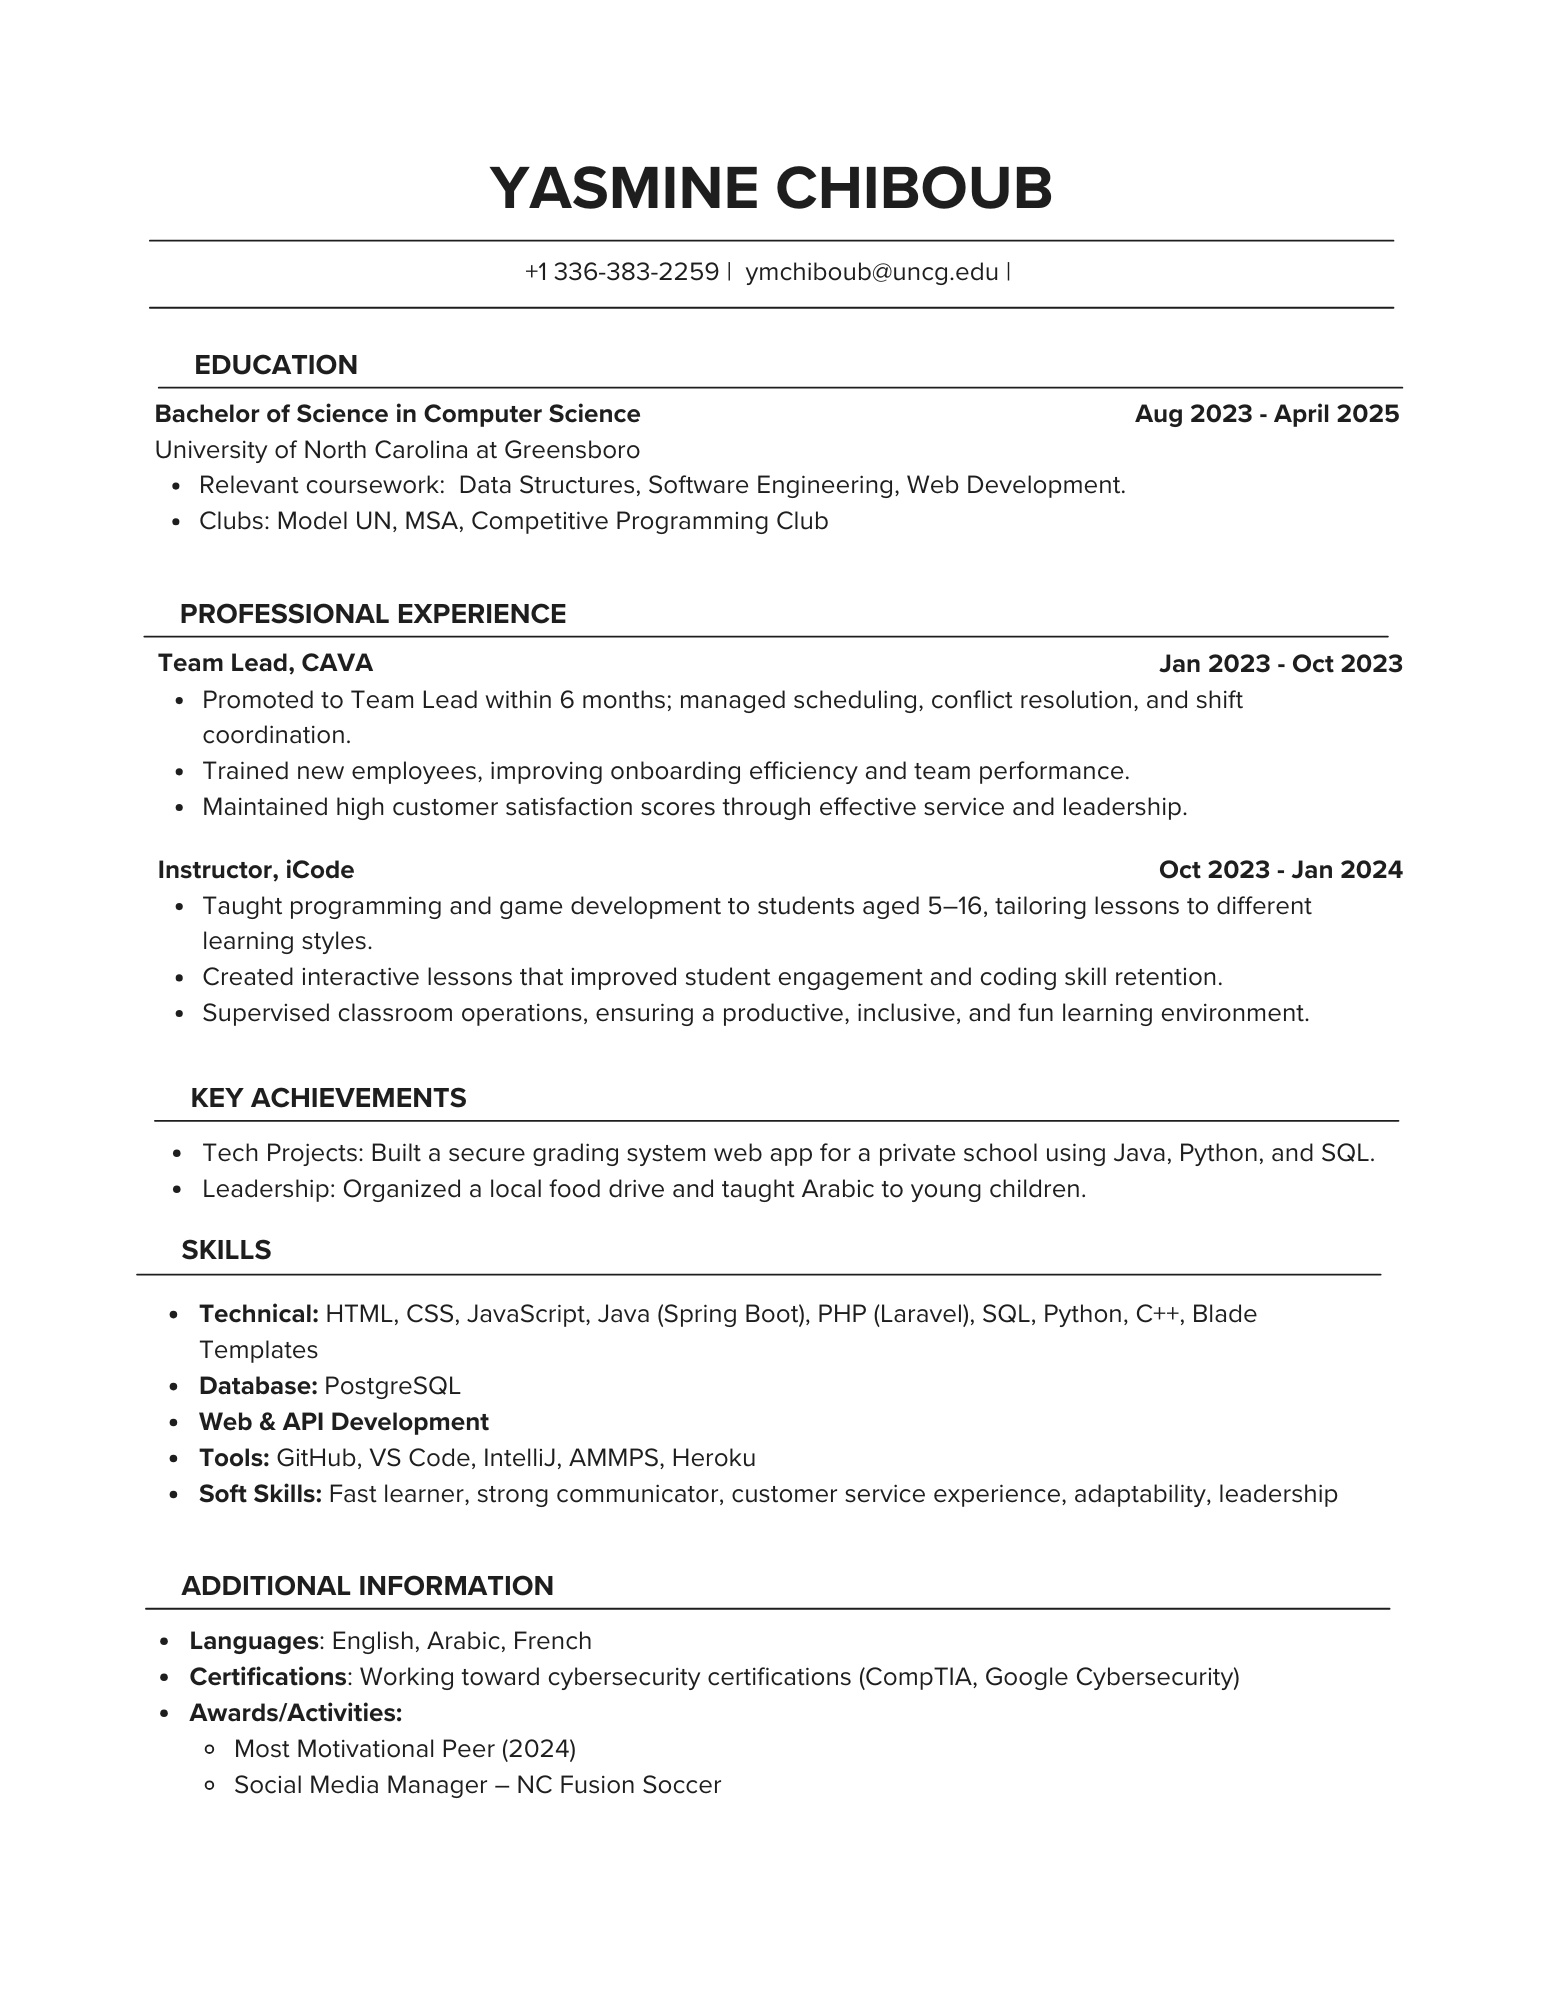 YASMINE CHIBOUB
+1 336-383-2259 | ymchiboub@uncg.edu |
EDUCATION
Bachelor of Science in Computer Science Aug 2023 - April 2025
University of North Carolina at Greensboro
• Relevant coursework: Data Structures, Software Engineering, Web Development.
• Clubs: Model UN, MSA, Competitive Programming Club
PROFESSIONAL EXPERIENCE
Team Lead, CAVA Jan 2023 - Oct 2023
• Promoted to Team Lead within 6 months; managed scheduling, conflict resolution, and shift
coordination.
• Trained new employees, improving onboarding efficiency and team performance.
• Maintained high customer satisfaction scores through effective service and leadership.
Instructor, iCode Oct 2023 - Jan 2024
• Taught programming and game development to students aged 5–16, tailoring lessons to different
learning styles.
• Created interactive lessons that improved student engagement and coding skill retention.
• Supervised classroom operations, ensuring a productive, inclusive, and fun learning environment.
KEY ACHIEVEMENTS
• Tech Projects: Built a secure grading system web app for a private school using Java, Python, and SQL.
• Leadership: Organized a local food drive and taught Arabic to young children.
SKILLS
• Technical: HTML, CSS, JavaScript, Java (Spring Boot), PHP (Laravel), SQL, Python, C++, Blade
Templates
• Database: PostgreSQL
• Web & API Development
• Tools: GitHub, VS Code, IntelliJ, AMMPS, Heroku
• Soft Skills: Fast learner, strong communicator, customer service experience, adaptability, leadership
ADDITIONAL INFORMATION
• Languages: English, Arabic, French
• Certifications: Working toward cybersecurity certifications (CompTIA, Google Cybersecurity)
• Awards/Activities:
◦ Most Motivational Peer (2024)
◦ Social Media Manager – NC Fusion Soccer